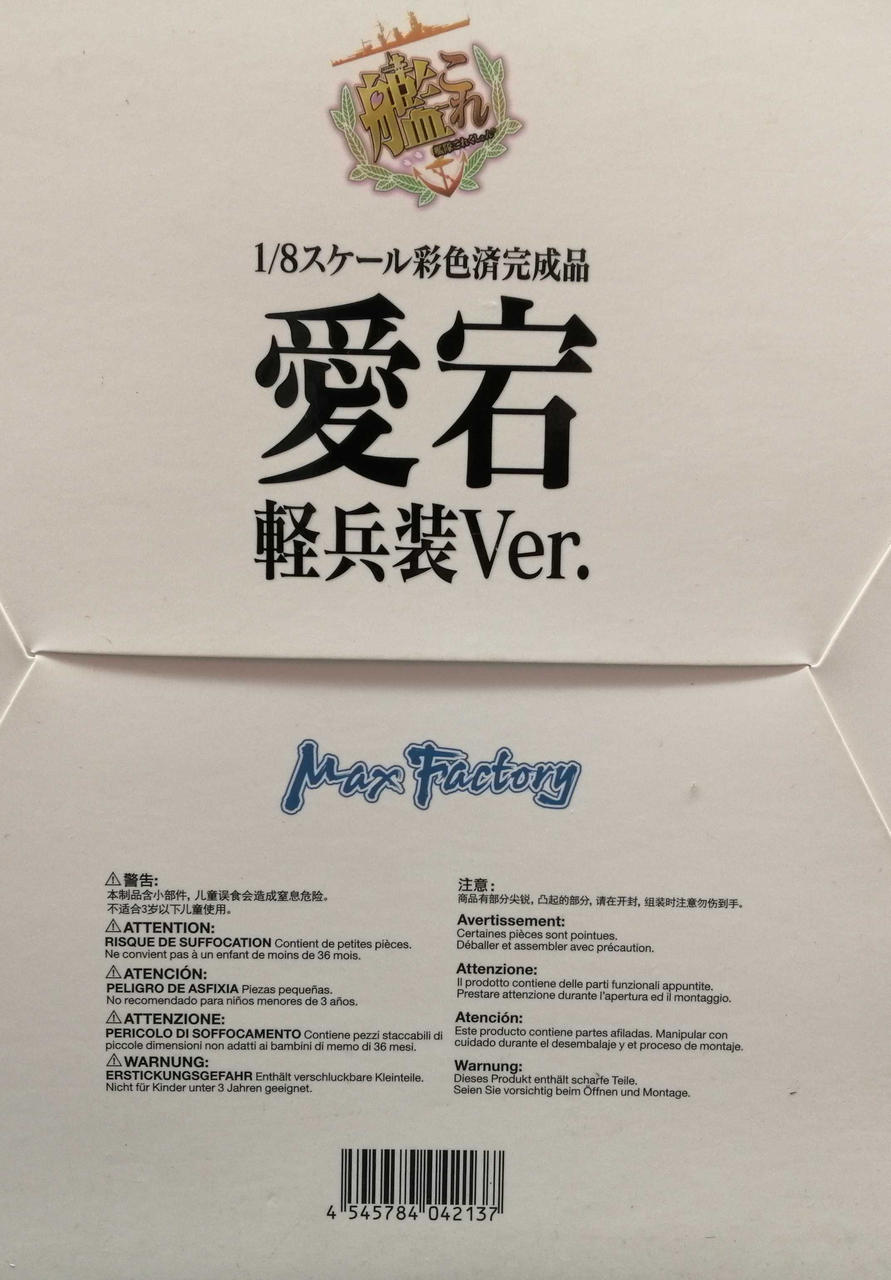 艦これ
艦隊これくしょん
1/8スケール彩色済完成品
愛宕
軽兵装Ver.
Max Factory
⚠警告:
本制品含小部件, 儿童误食会造成窒息危险。
不适合3岁以下儿童使用。
⚠ATTENTION:
RISQUE DE SUFFOCATION Contient de petites pièces.
Ne convient pas à un enfant de moins de 36 mois.
⚠ATENCIÓN:
PELIGRO DE ASFIXIA Piezas pequeñas.
No recomendado para niños menores de 3 años.
⚠ATTENZIONE:
PERICOLO DI SOFFOCAMENTO Contiene pezzi staccabili di
piccole dimensioni non adatti ai bambini di memo di 36 mesi.
⚠WARNUNG:
ERSTICKUNGSGEFAHR Enthält verschluckbare Kleinteile.
Nicht für Kinder unter 3 Jahren geeignet.
注意:
商品有部分尖锐, 凸起的部分, 请在开封, 组装时注意勿伤到手。
Avertissement:
Certaines pièces sont pointues.
Déballer et assembler avec précaution.
Attenzione:
Il prodotto contiene delle parti funzionali appuntite.
Prestare attenzione durante l'apertura ed il montaggio.
Atención:
Este producto contiene partes afiladas. Manipular con
cuidado durante el desembalaje y et proceso de montaje.
Warnung:
Dieses Produkt enthält scharfe Teile.
Seien Sie vorsichtig beim Öffnen und Montage.
4 545784 042137